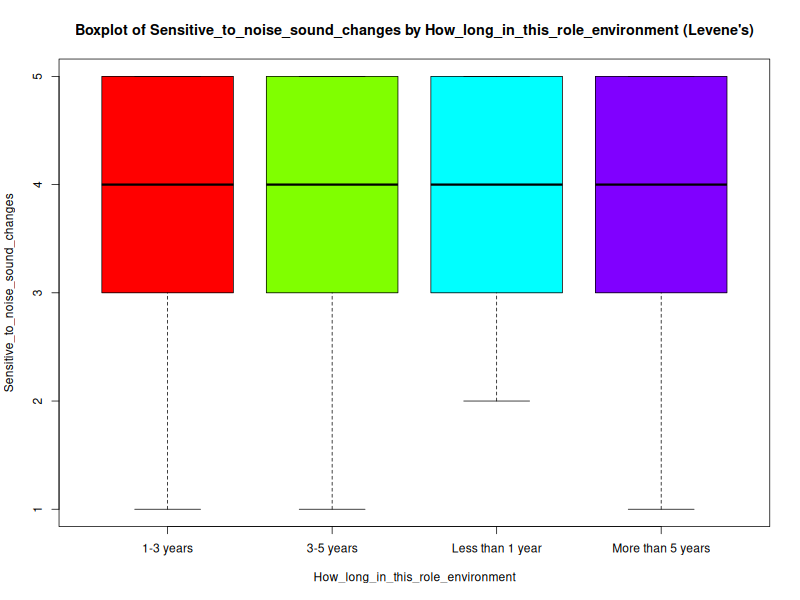 Boxplot of Sensitive_to_noise_sound_changes by How_long_in_this_role_environment (Levene's)
Sensitive_to_noise_sound_changes
5
4
3
2
1
1-3 years
3-5 years
Less than 1 year
More than 5 years
How_long_in_this_role_environment